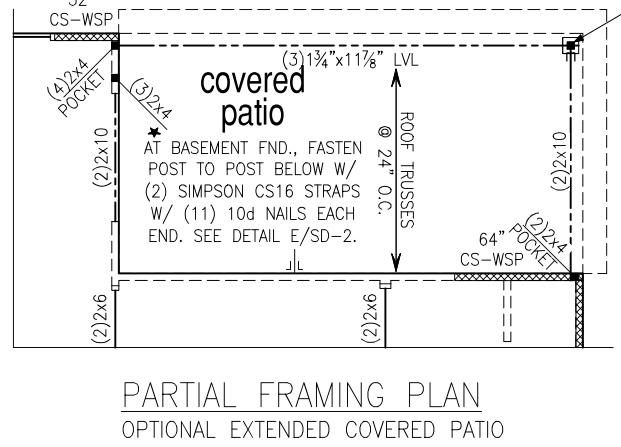 CS-WSP
(4)2x4
POCKET
(3)2x4
(3)1¾"x11⅞" LVL
covered
patio
AT BASEMENT FND., FASTEN
POST TO POST BELOW W/
(2) SIMPSON CS16 STRAPS
W/ (11) 10d NAILS EACH
END. SEE DETAIL E/SD-2.
ROOF TRUSSES
@ 24" O.C.
(2)2x10
(2)2x10
(2)2x4
POCKET
64"
CS-WSP
(2)2x6
(2)2x6
PARTIAL FRAMING PLAN
OPTIONAL EXTENDED COVERED PATIO